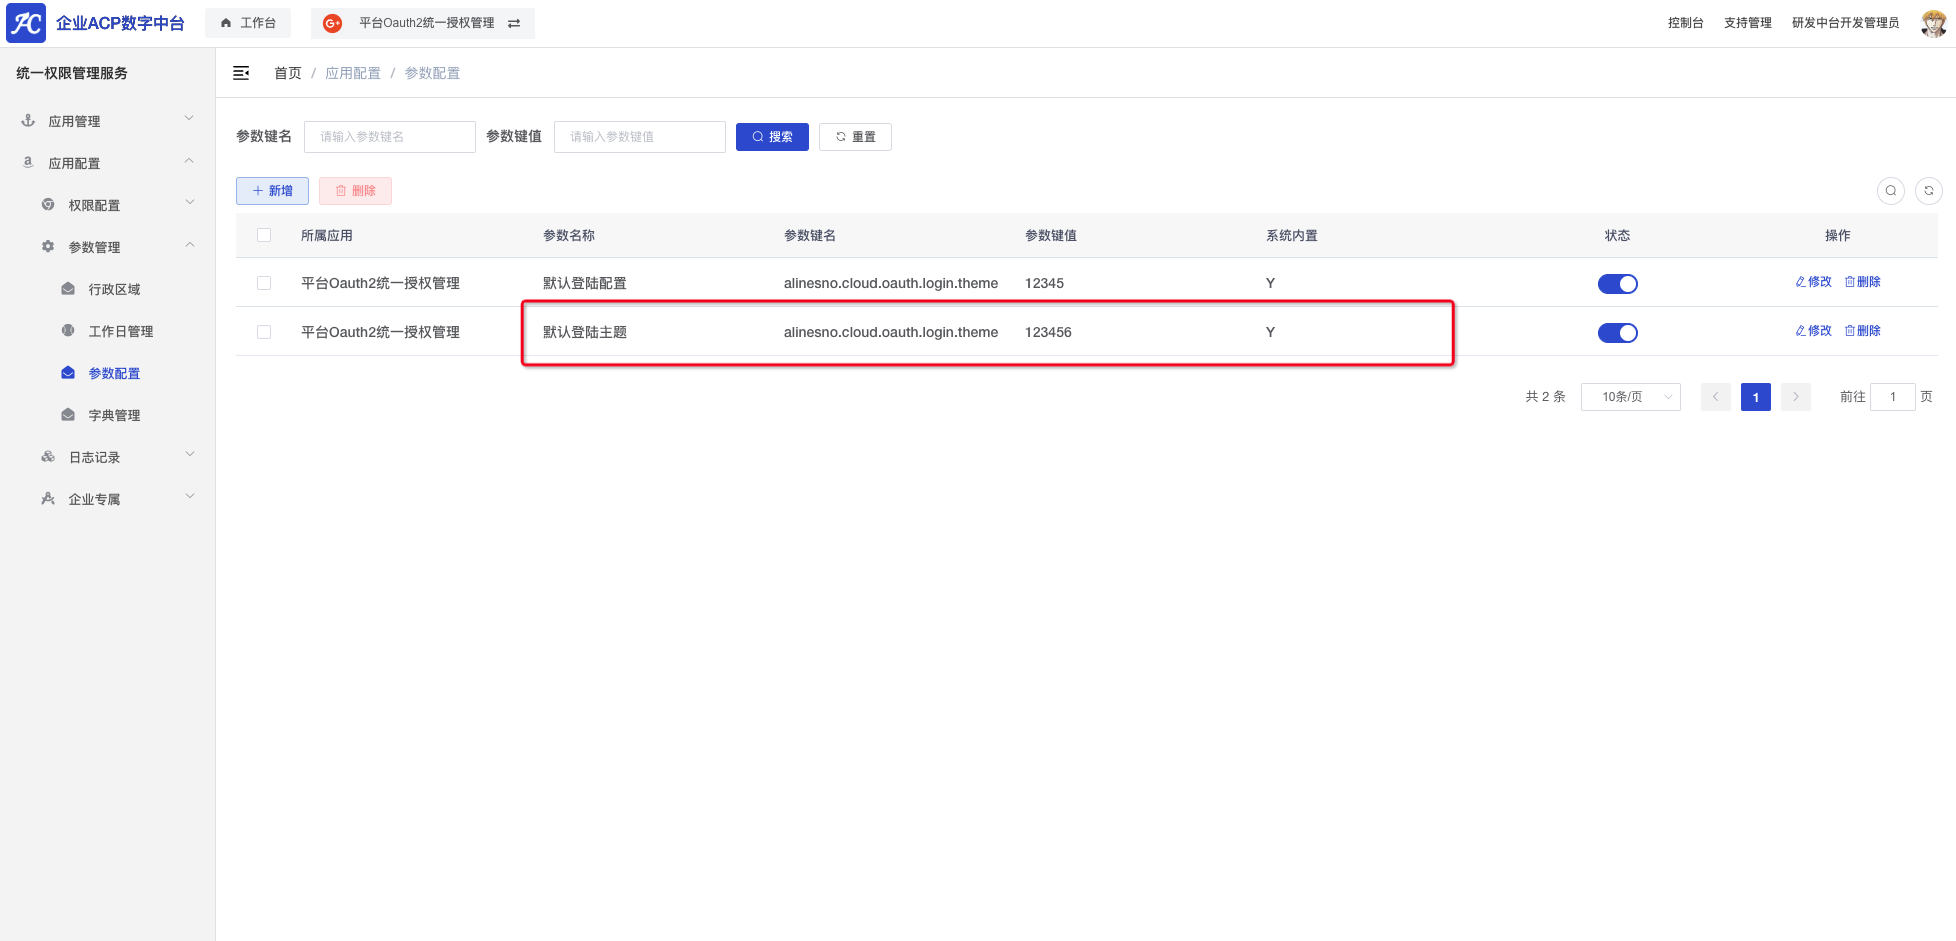 企业ACP数字中台 工作台 平台Oauth2统一授权管理 控制台 支持管理 研发中台开发管理员
统一权限管理服务
首页 / 应用配置 / 参数配置
应用管理
应用配置
权限配置
参数管理
行政区域
工作日管理
参数配置
字典管理
日志记录
企业专属
参数键名 请输入参数键名 参数键值 请输入参数键值 搜索 重置
新增 删除
所属应用 参数名称 参数键名 参数键值 系统内置 状态 操作
平台Oauth2统一授权管理 默认登陆配置 alinesno.cloud.oauth.login.theme 12345 Y 修改 删除
平台Oauth2统一授权管理 默认登陆主题 alinesno.cloud.oauth.login.theme 123456 Y 修改 删除
共 2 条 10条/页 1 前往 1 页